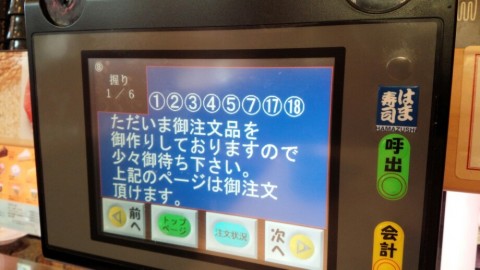 握り
1/6
①②③④⑤⑦⑰⑱
ただいま御注文品を
御作りしておりますので
少々御待ち下さい。
上記のページは御注文
頂けます。
前へ
トップページ
注文状況
次へ
はま寿司
HAMAZUSHI
呼出
会計